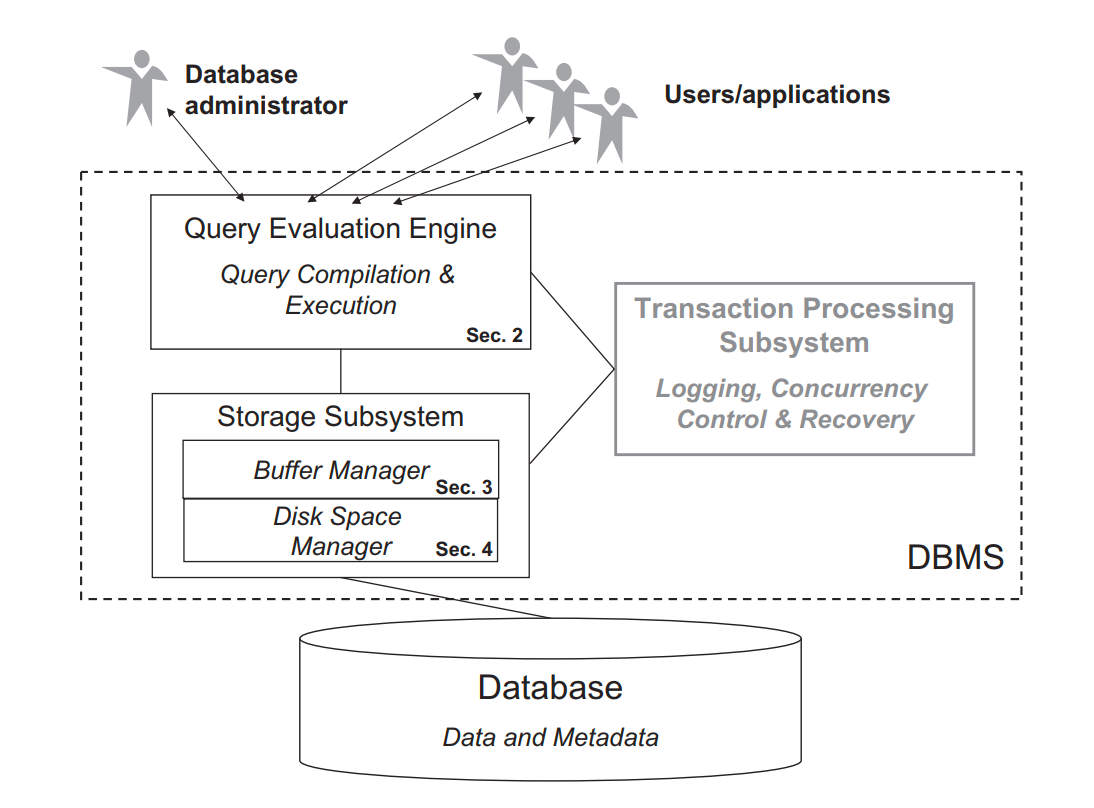 Database
administrator
Users/applications
Query Evaluation Engine
Query Compilation &
Execution
Sec. 2
Transaction Processing
Subsystem
Logging, Concurrency
Control & Recovery
Storage Subsystem
Buffer Manager
Sec. 3
Disk Space
Manager
Sec. 4
DBMS
Database
Data and Metadata